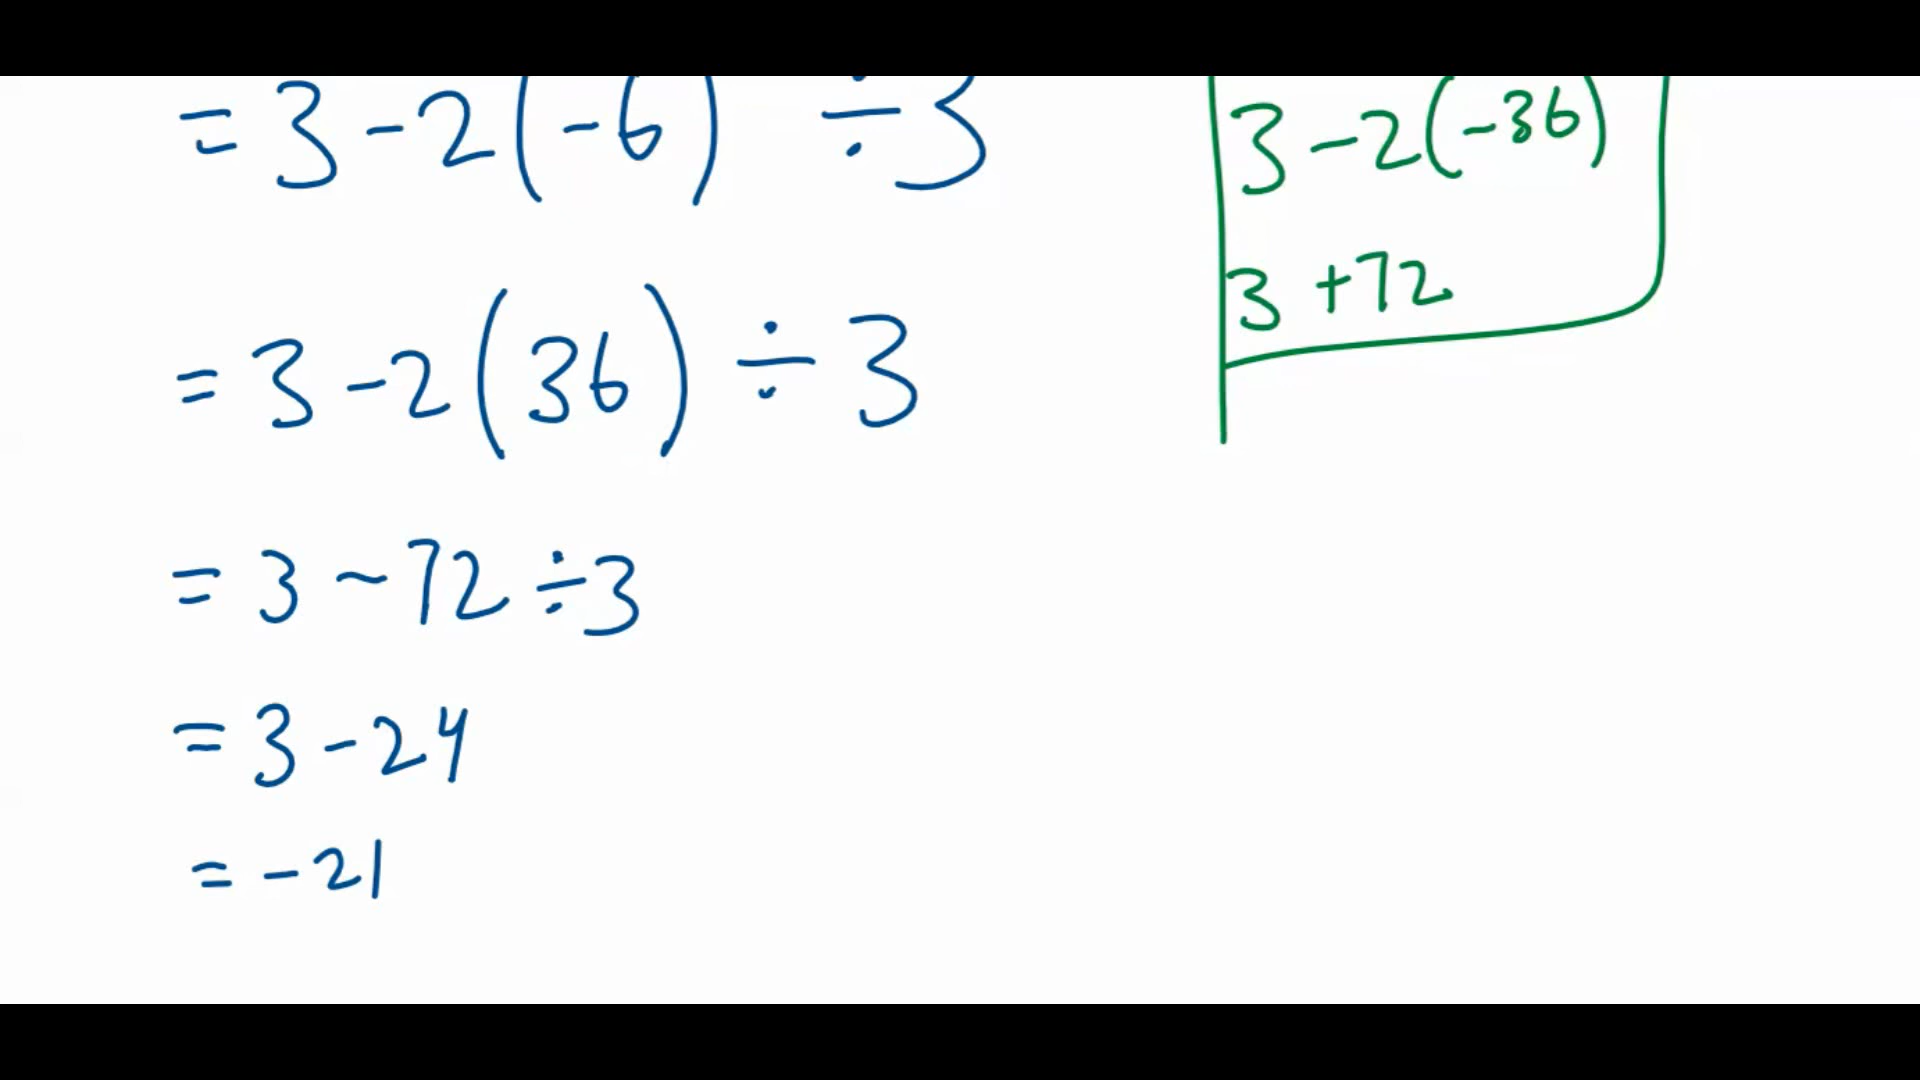 = 3 - 2(-6) ÷ 3
= 3 - 2(36) ÷ 3
= 3 - 72 ÷ 3
= 3 - 24
= - 21
3 - 2(-36)
3 + 72